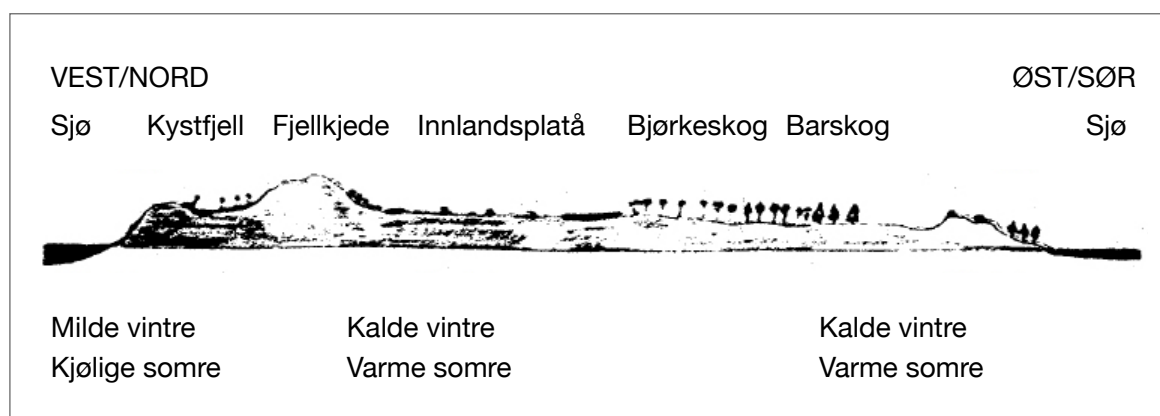 VEST/NORD ØST/SØR
Sjø Kystfjell Fjellkjede Innlandsplatå Bjørkeskog Barskog Sjø
Milde vintre Kalde vintre Kalde vintre
Kjølige somre Varme somre Varme somre